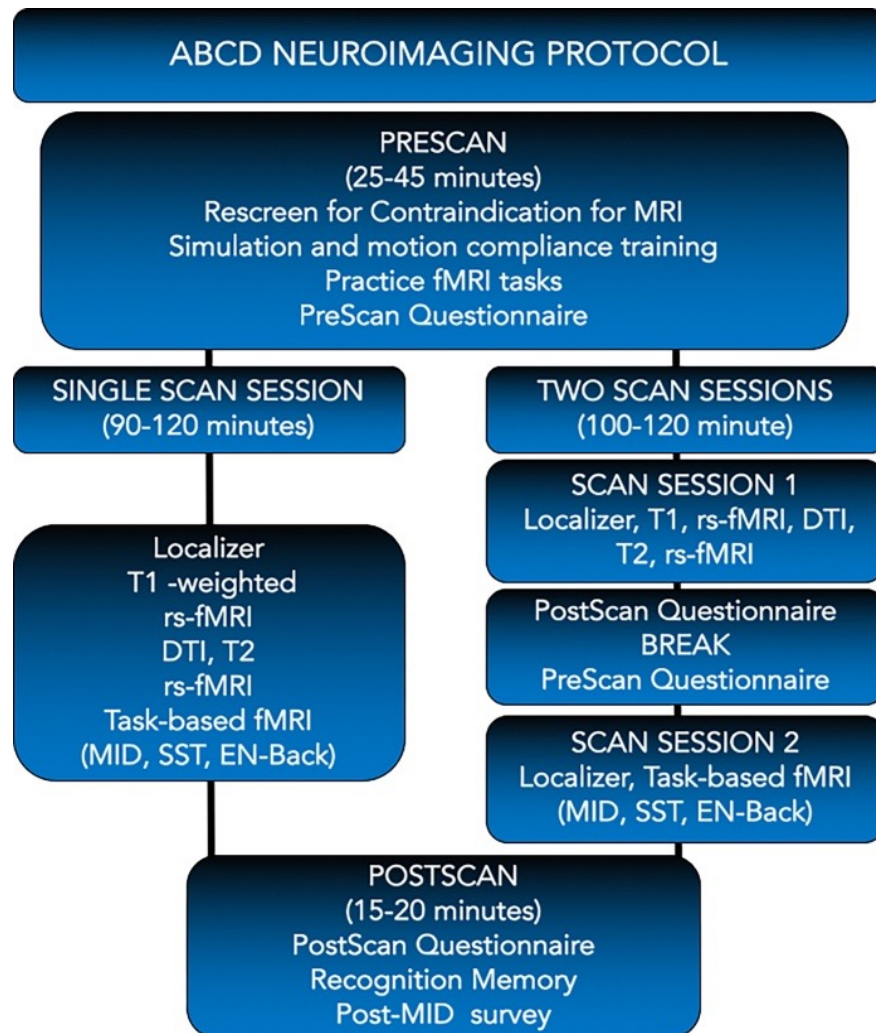 ABCD NEUROIMAGING PROTOCOL
PRESCAN
(25-45 minutes)
Rescreen for Contraindication for MRI
Simulation and motion compliance training
Practice fMRI tasks
PreScan Questionnaire
SINGLE SCAN SESSION
(90-120 minutes)
Localizer
T1 -weighted
rs-fMRI
DTI, T2
rs-fMRI
Task-based fMRI
(MID, SST, EN-Back)
TWO SCAN SESSIONS
(100-120 minute)
SCAN SESSION 1
Localizer, T1, rs-fMRI, DTI,
T2, rs-fMRI
PostScan Questionnaire
BREAK
PreScan Questionnaire
SCAN SESSION 2
Localizer, Task-based fMRI
(MID, SST, EN-Back)
POSTSCAN
(15-20 minutes)
PostScan Questionnaire
Recognition Memory
Post-MID survey